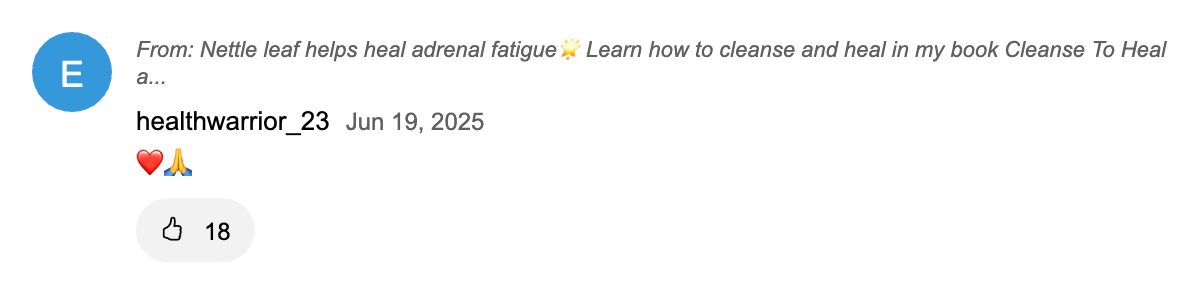 E
From: Nettle leaf helps heal adrenal fatigue🌟 Learn how to cleanse and heal in my book Cleanse To Heal
a...
healthwarrior_23 Jun 19, 2025
❤️🙏
18